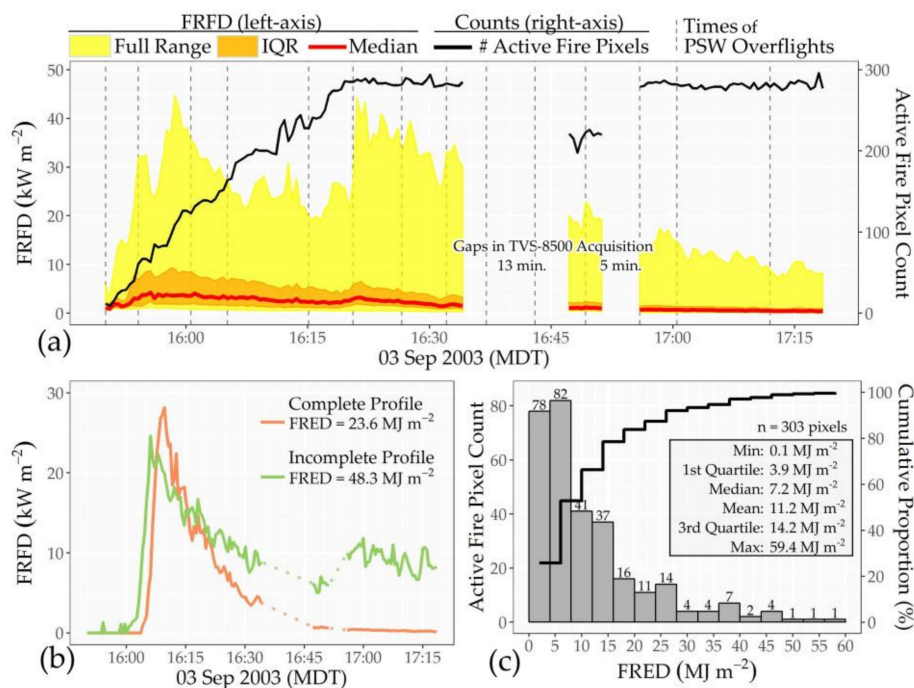 FRFD (left-axis) Counts (right-axis) Times of
Full Range IQR Median # Active Fire Pixels PSW Overflights
50
40
30
20
10
0
FRFD (kW m⁻²)
300
200
100
0
Active Fire Pixel Count
Gaps in TVS-8500 Acquisition
13 min. 5 min.
16:00 16:15 16:30 16:45 17:00 17:15
(a) 03 Sep 2003 (MDT)
30
20
10
0
FRFD (kW m⁻²)
Complete Profile
FRED = 23.6 MJ m⁻²
Incomplete Profile
FRED = 48.3 MJ m⁻²
16:00 16:15 16:30 16:45 17:00 17:15
(b) 03 Sep 2003 (MDT)
80
60
40
20
0
Active Fire Pixel Count
78 82 41 37 16 11 14 4 4 7 2 4 1 1 1
n = 303 pixels
Min: 0.1 MJ m⁻²
1st Quartile: 3.9 MJ m⁻²
Median: 7.2 MJ m⁻²
Mean: 11.2 MJ m⁻²
3rd Quartile: 14.2 MJ m⁻²
Max: 59.4 MJ m⁻²
100
80
60
40
20
0
Cumulative Proportion (%)
0 5 10 15 20 25 30 35 40 45 50 55 60
(c) FRED (MJ m⁻²)